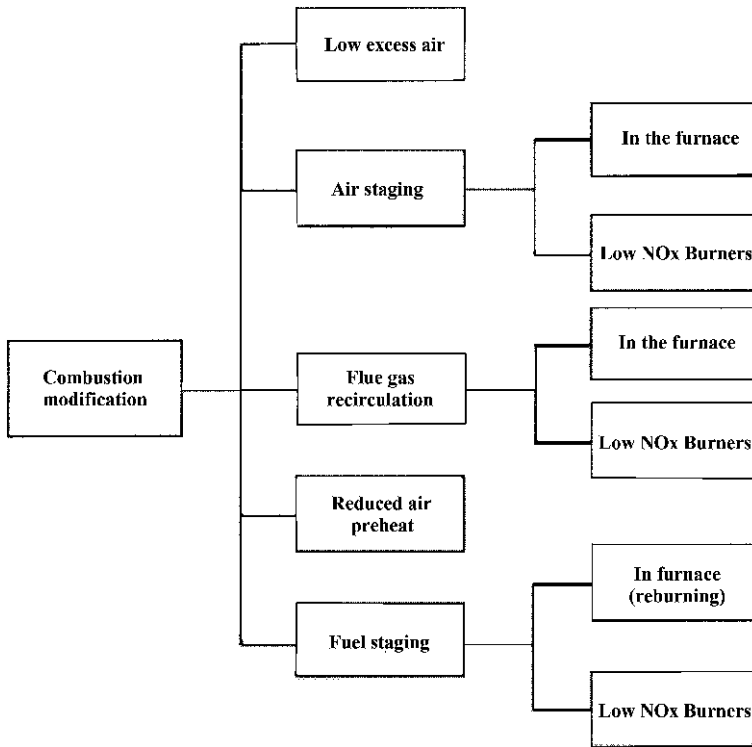 Low excess air
In the furnace
Air staging
Low NOx Burners
In the furnace
Combustion
modification
Flue gas
recirculation
Low NOx Burners
Reduced air
preheat
In furnace
(reburning)
Fuel staging
Low NOx Burners